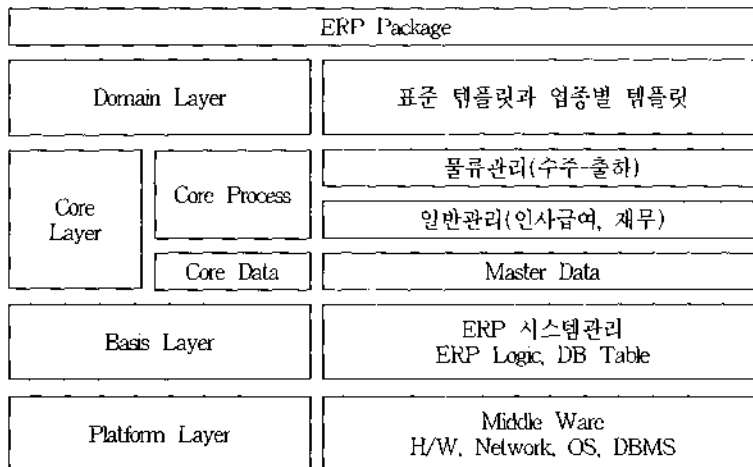 ERP Package
Domain Layer
표준 템플릿과 업종별 템플릿
Core
Layer
Core Process
물류관리(수주-출하)
일반관리(인사급여, 재무)
Core Data
Master Data
Basis Layer
ERP 시스템관리
ERP Logic, DB Table
Platform Layer
Middle Ware
H/W, Network, OS, DBMS